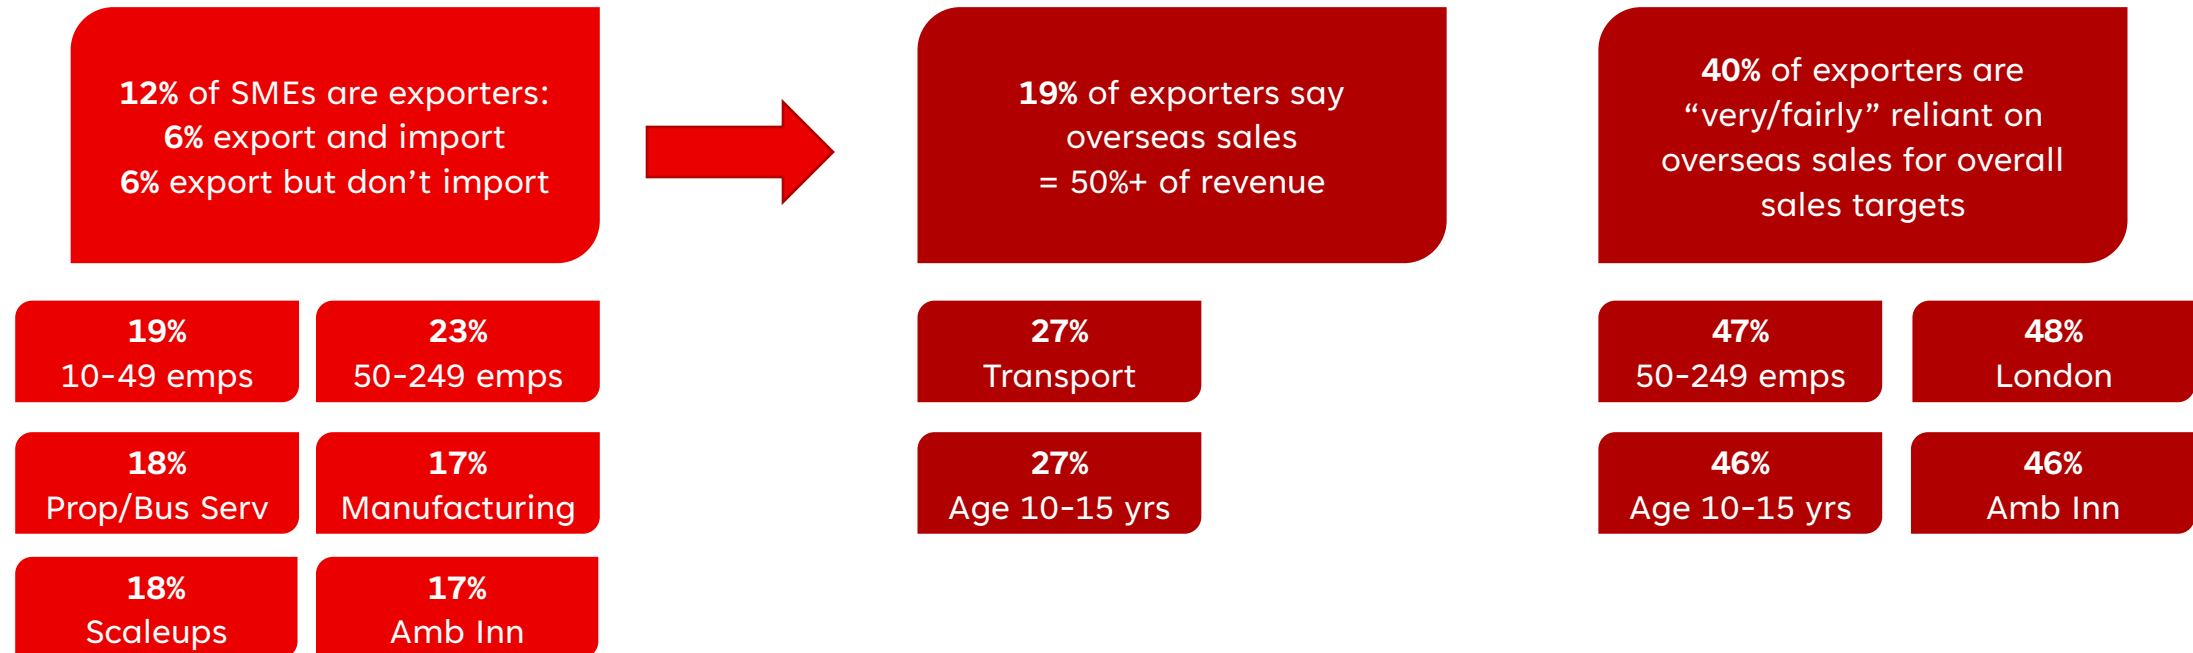 12% of SMEs are exporters:
6% export and import
6% export but don’t import
19% of exporters say
overseas sales
= 50%+ of revenue
40% of exporters are
“very/fairly” reliant on
overseas sales for overall
sales targets
19%
10-49 emps
23%
50-249 emps
18%
Prop/Bus Serv
17%
Manufacturing
18%
Scaleups
17%
Amb Inn
27%
Transport
27%
Age 10-15 yrs
47%
50-249 emps
48%
London
46%
Age 10-15 yrs
46%
Amb Inn